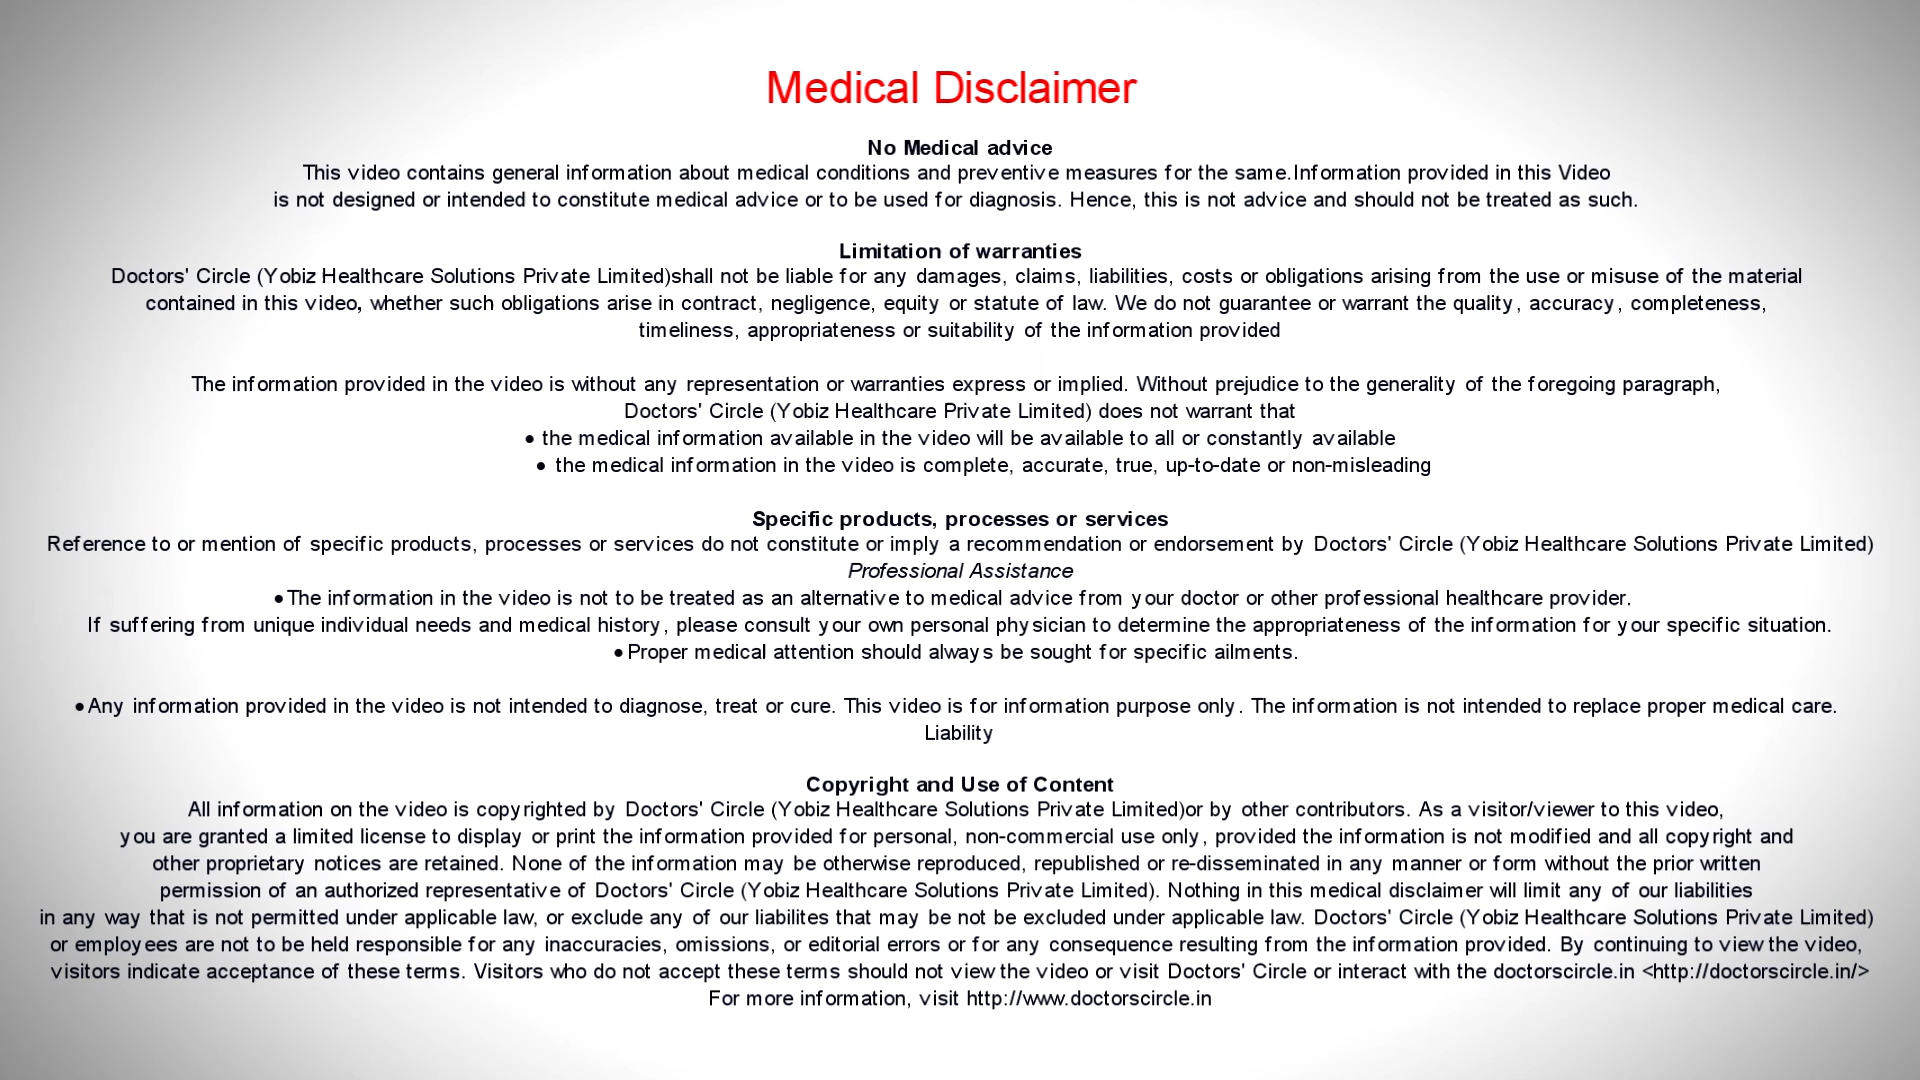 Medical Disclaimer
No Medical advice
This video contains general information about medical conditions and preventive measures for the same.Information provided in this Video
is not designed or intended to constitute medical advice or to be used for diagnosis. Hence, this is not advice and should not be treated as such.
Limitation of warranties
Doctors' Circle (Yobiz Healthcare Solutions Private Limited)shall not be liable for any damages, claims, liabilities, costs or obligations arising from the use or misuse of the material
contained in this video, whether such obligations arise in contract, negligence, equity or statute of law. We do not guarantee or warrant the quality, accuracy, completeness,
timeliness, appropriateness or suitability of the information provided
The information provided in the video is without any representation or warranties express or implied. Without prejudice to the generality of the foregoing paragraph,
Doctors' Circle (Yobiz Healthcare Private Limited) does not warrant that
• the medical information available in the video will be available to all or constantly available
• the medical information in the video is complete, accurate, true, up-to-date or non-misleading
Specific products, processes or services
Reference to or mention of specific products, processes or services do not constitute or imply a recommendation or endorsement by Doctors' Circle (Yobiz Healthcare Solutions Private Limited)
Professional Assistance
•The information in the video is not to be treated as an alternative to medical advice from your doctor or other professional healthcare provider.
If suffering from unique individual needs and medical history, please consult your own personal physician to determine the appropriateness of the information for your specific situation.
•Proper medical attention should always be sought for specific ailments.
•Any information provided in the video is not intended to diagnose, treat or cure. This video is for information purpose only. The information is not intended to replace proper medical care.
Liability
Copyright and Use of Content
All information on the video is copyrighted by Doctors' Circle (Yobiz Healthcare Solutions Private Limited)or by other contributors. As a visitor/viewer to this video,
you are granted a limited license to display or print the information provided for personal, non-commercial use only, provided the information is not modified and all copyright and
other proprietary notices are retained. None of the information may be otherwise reproduced, republished or re-disseminated in any manner or form without the prior written
permission of an authorized representative of Doctors' Circle (Yobiz Healthcare Solutions Private Limited). Nothing in this medical disclaimer will limit any of our liabilities
in any way that is not permitted under applicable law, or exclude any of our liabilites that may be not be excluded under applicable law. Doctors' Circle (Yobiz Healthcare Solutions Private Limited)
or employees are not to be held responsible for any inaccuracies, omissions, or editorial errors or for any consequence resulting from the information provided. By continuing to view the video,
visitors indicate acceptance of these terms. Visitors who do not accept these terms should not view the video or visit Doctors' Circle or interact with the doctorscircle.in <http://doctorscircle.in/>
For more information, visit http://www.doctorscircle.in